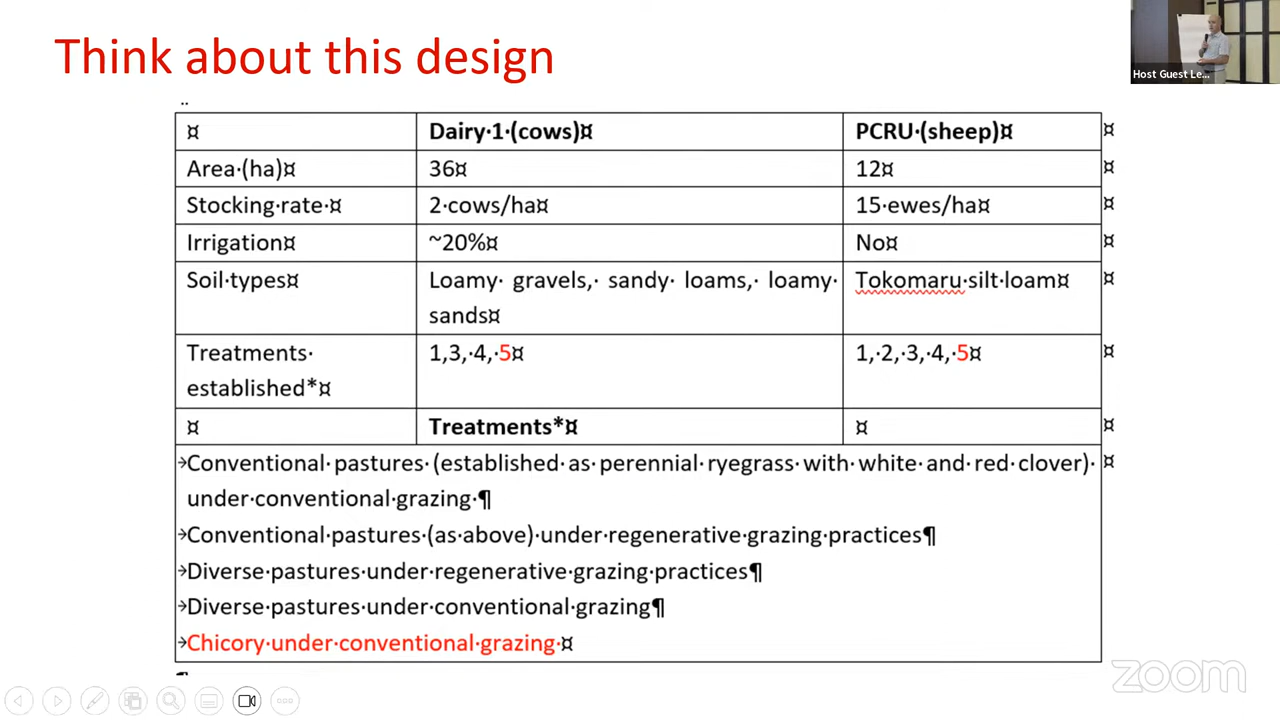 Think about this design
Host Guest Le...
¤ Dairy·1·(cows)¤ PCRU·(sheep)¤ ¤
Area·(ha)¤ 36¤ 12¤ ¤
Stocking·rate·¤ 2·cows/ha¤ 15·ewes/ha¤ ¤
Irrigation¤ ~20%¤ No¤ ¤
Soil·types¤ Loamy· gravels,· sandy· loams,· loamy· Tokomaru·silt·loam¤ ¤
sands¤
Treatments· 1,3,·4,·5¤ 1,·2,·3,·4,·5¤ ¤
established*¤
¤ Treatments*¤ ¤ ¤
→Conventional· pastures· (established· as· perennial· ryegrass· with· white· and· red· clover)· ¤
under·conventional·grazing·¶
→Conventional·pastures·(as·above)·under·regenerative·grazing·practices¶
→Diverse·pastures·under·regenerative·grazing·practices¶
→Diverse·pastures·under·conventional·grazing¶
→Chicory·under·conventional·grazing·¤
zoom